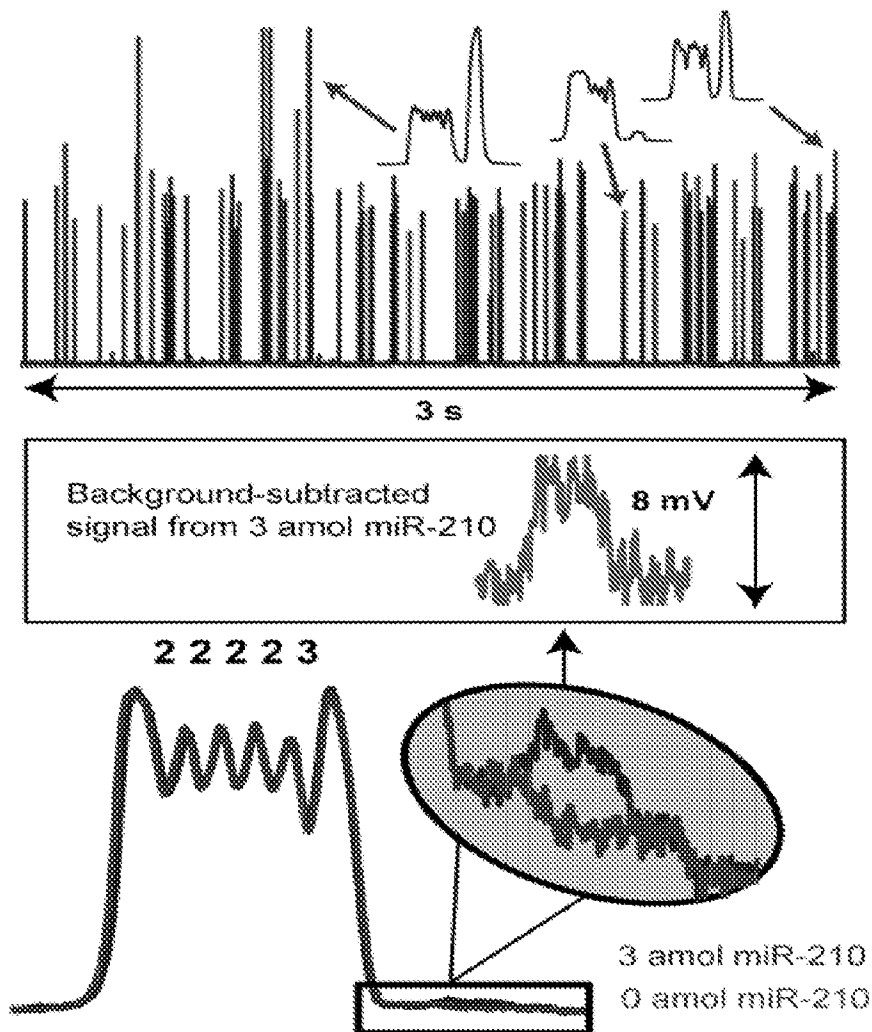 3 s
Background-subtracted
signal from 3 amol miR-210
8 mV
2 2 2 2 3
3 amol miR-210
0 amol miR-210